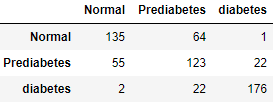 Normal Prediabetes diabetes
Normal 135 64 1
Prediabetes 55 123 22
diabetes 2 22 176